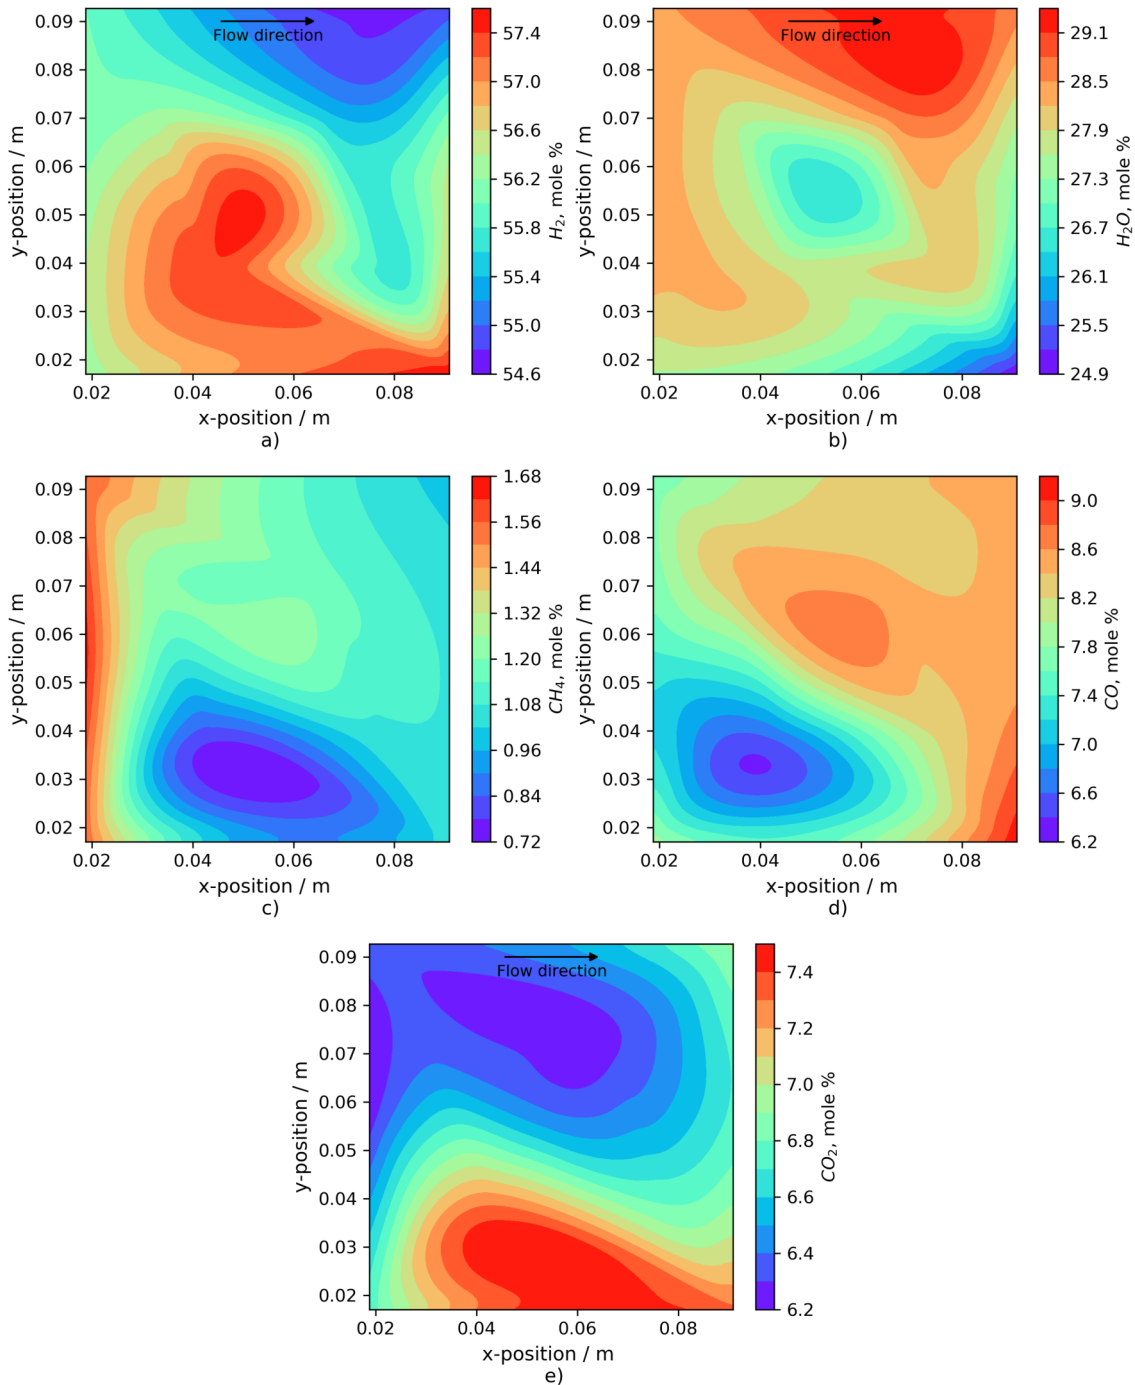 Flow direction
0.09
0.08
0.07
0.06
0.05
0.04
0.03
0.02
y-position / m
0.02 0.04 0.06 0.08
x-position / m
a)
57.4
57.0
56.6
56.2
55.8
55.4
55.0
54.6
H2, mole %
Flow direction
0.09
0.08
0.07
0.06
0.05
0.04
0.03
0.02
y-position / m
0.02 0.04 0.06 0.08
x-position / m
b)
29.1
28.5
27.9
27.3
26.7
26.1
25.5
24.9
H2O, mole %
0.09
0.08
0.07
0.06
0.05
0.04
0.03
0.02
y-position / m
0.02 0.04 0.06 0.08
x-position / m
c)
1.68
1.56
1.44
1.32
1.20
1.08
0.96
0.84
0.72
CH4, mole %
0.09
0.08
0.07
0.06
0.05
0.04
0.03
0.02
y-position / m
0.02 0.04 0.06 0.08
x-position / m
d)
9.0
8.6
8.2
7.8
7.4
7.0
6.6
6.2
CO, mole %
Flow direction
0.09
0.08
0.07
0.06
0.05
0.04
0.03
0.02
y-position / m
0.02 0.04 0.06 0.08
x-position / m
e)
7.4
7.2
7.0
6.8
6.6
6.4
6.2
CO2, mole %